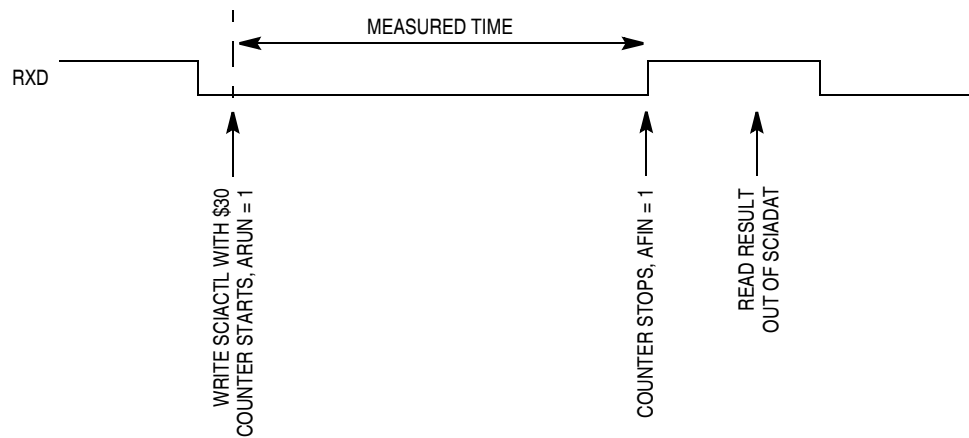 MEASURED TIME
RXD
WRITE SCIACTL WITH $30
COUNTER STARTS, ARUN = 1
COUNTER STOPS, AFIN = 1
READ RESULT
OUT OF SCIADAT